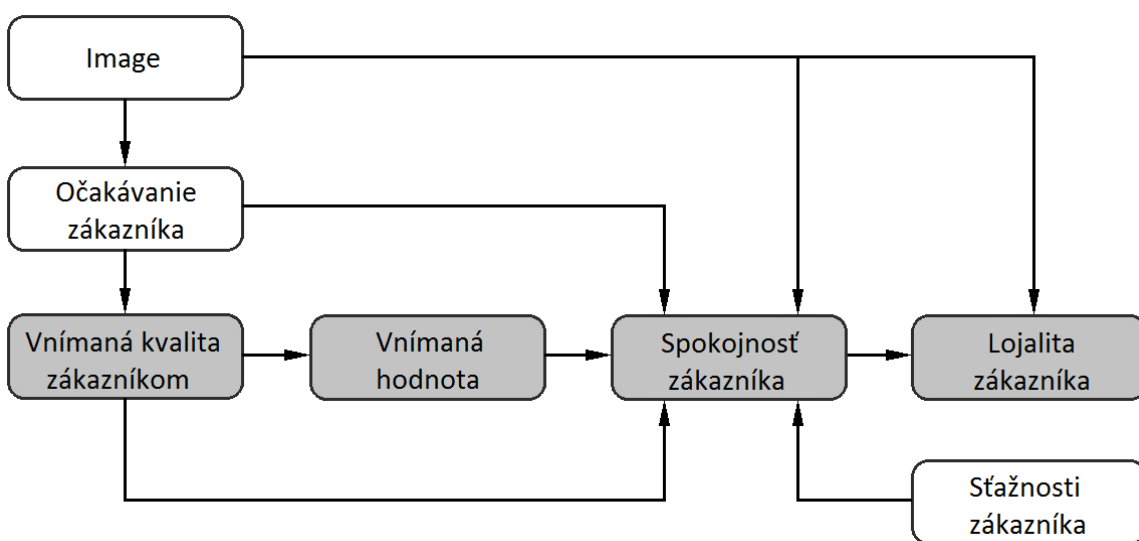 Image
Očakávanie
zákazníka
Vnímaná kvalita
zákazníkom
Vnímaná
hodnota
Spokojnosť
zákazníka
Lojalita
zákazníka
Sťažnosti
zákazníka